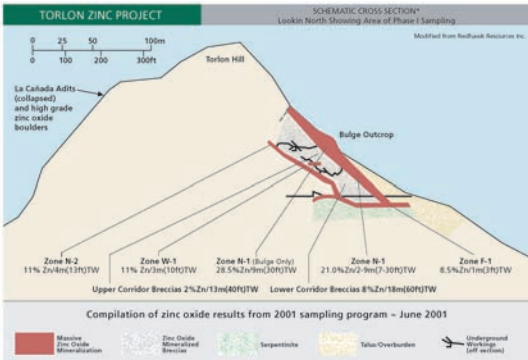 TORLON ZINC PROJECT
SCHEMATIC CROSS SECTION*
Lookin North Showing Area of Phase I Sampling
Modified from Redhawk Resources Inc.
0 25 50 100m
0 100 200 300ft
Torlon Hill
La Cañada Adits
(collapsed)
and high grade
zinc oxide
boulders
Bulge Outcrop
Zone N-2
11% Zn/4m(13ft)TW
Zone W-1
11% Zn/3m(10ft)TW
Zone N-1 (Bulge Only)
28.5%Zn/9m(30ft)TW
Zone N-1
21.0%Zn/2-9m(7-30ft)TW
Zone F-1
8.5%Zn/1m(3ft)TW
Upper Corridor Breccias 2%Zn/13m(40ft)TW
Lower Corridor Breccias 8%Zn/18m(60ft)TW
Compilation of zinc oxide results from 2001 sampling program – June 2001
Massive
Zinc Oxide
Mineralization
Zinc Oxide
Mineralized
Breccias
Serpentinite
Talus/Overburden
Underground
Workings
(off section)